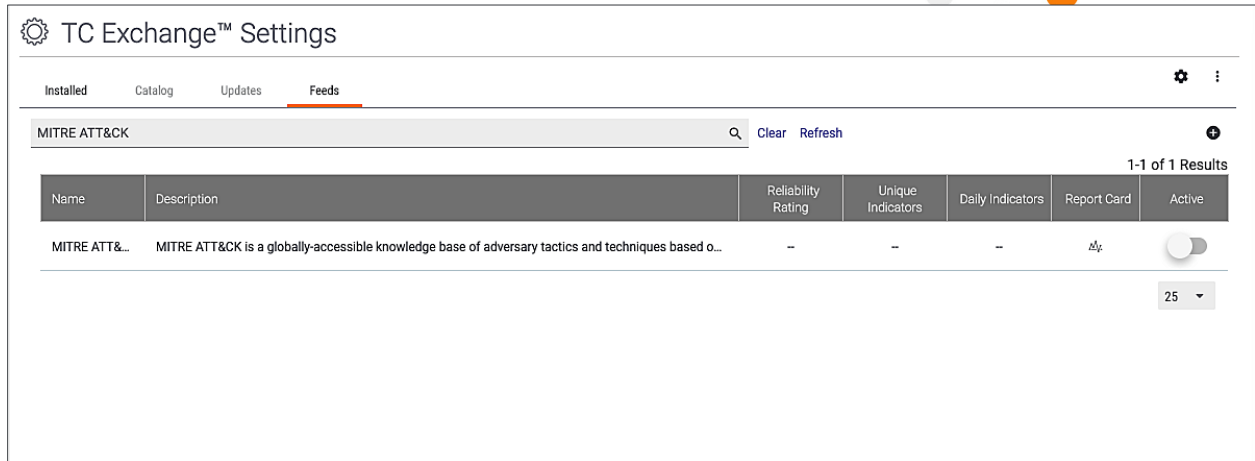 TC Exchange™ Settings
Installed Catalog Updates Feeds
MITRE ATT&CK Clear Refresh
1-1 of 1 Results
Name Description Reliability Rating Unique Indicators Daily Indicators Report Card Active
MITRE ATT&... MITRE ATT&CK is a globally-accessible knowledge base of adversary tactics and techniques based o... -- -- --
25